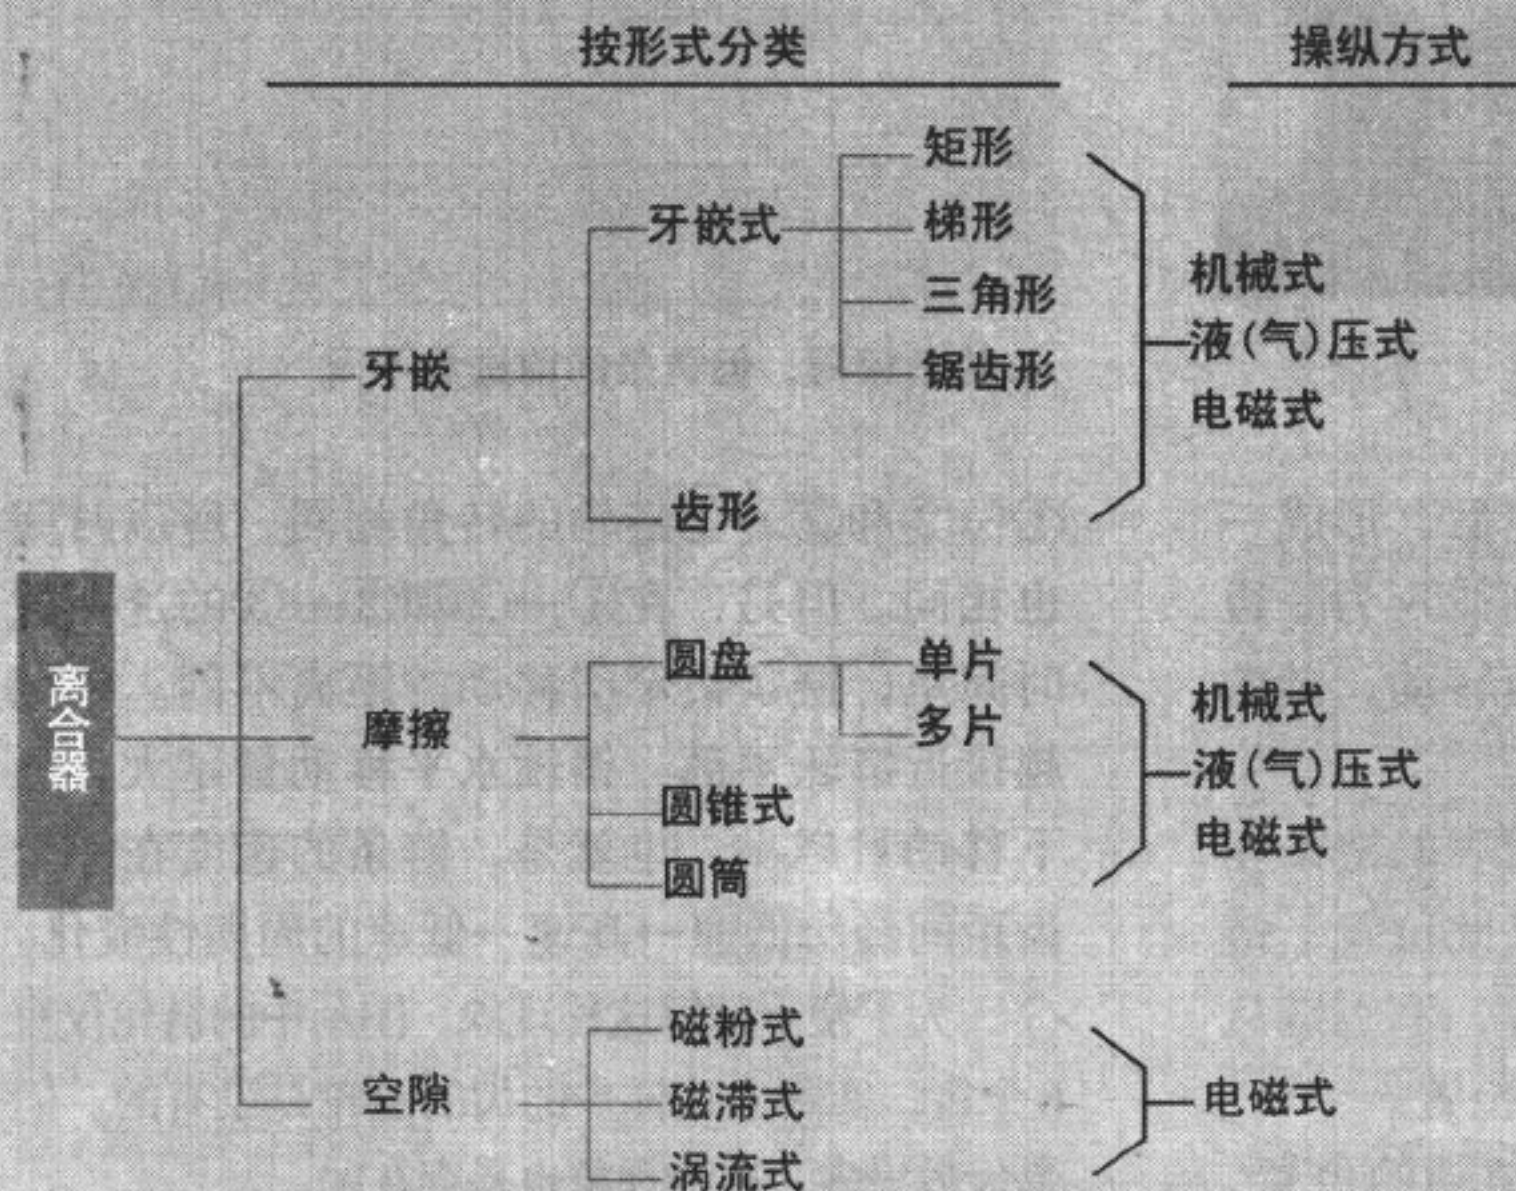 按形式分类
操纵方式
离合器
牙嵌
牙嵌式
矩形
梯形
三角形
锯齿形
齿形
机械式
液(气)压式
电磁式
摩擦
圆盘
单片
多片
圆锥式
圆筒
机械式
液(气)压式
电磁式
空隙
磁粉式
磁滞式
涡流式
电磁式